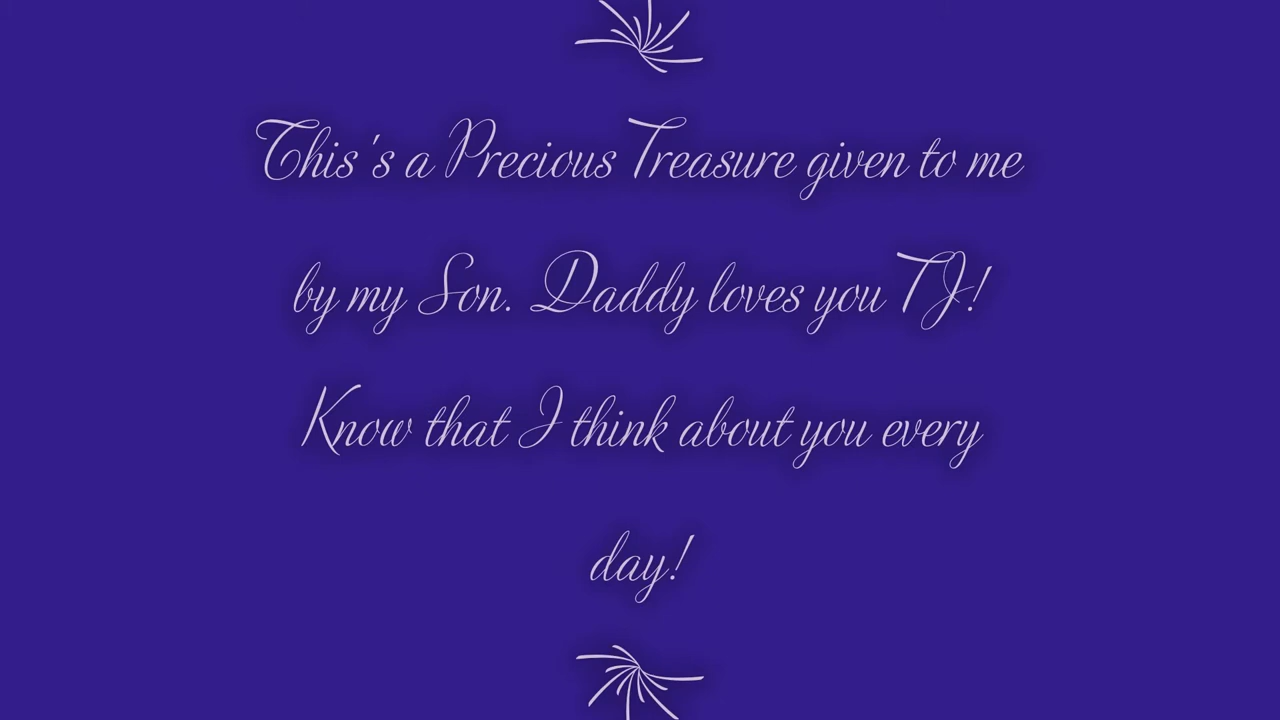 This's a Precious Treasure given to me
by my Son. Daddy loves you TJ!
Know that I think about you every
day!